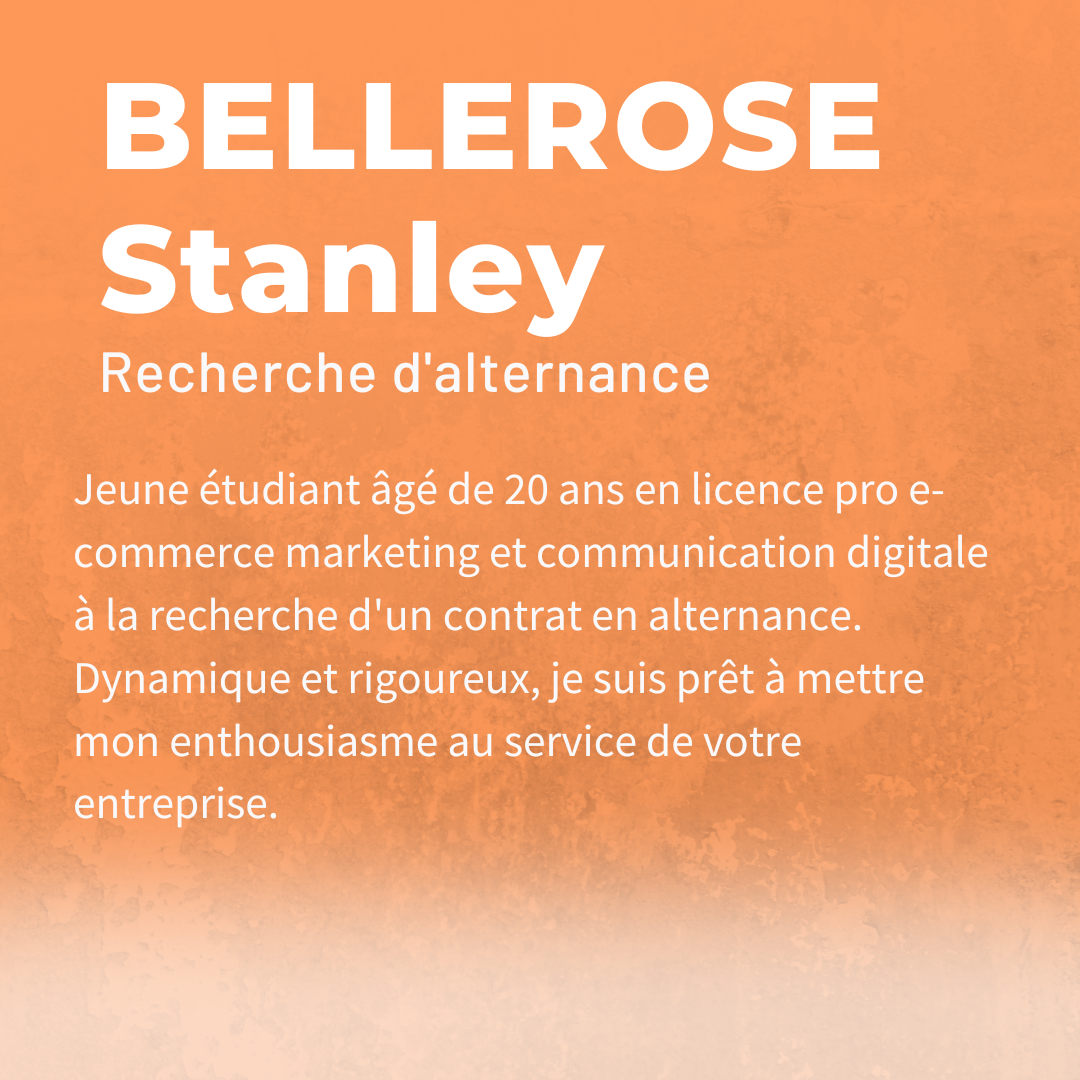 BELLEROSE
Stanley
Recherche d'alternance
Jeune étudiant âgé de 20 ans en licence pro e-
commerce marketing et communication digitale
à la recherche d'un contrat en alternance.
Dynamique et rigoureux, je suis prêt à mettre
mon enthousiasme au service de votre
entreprise.